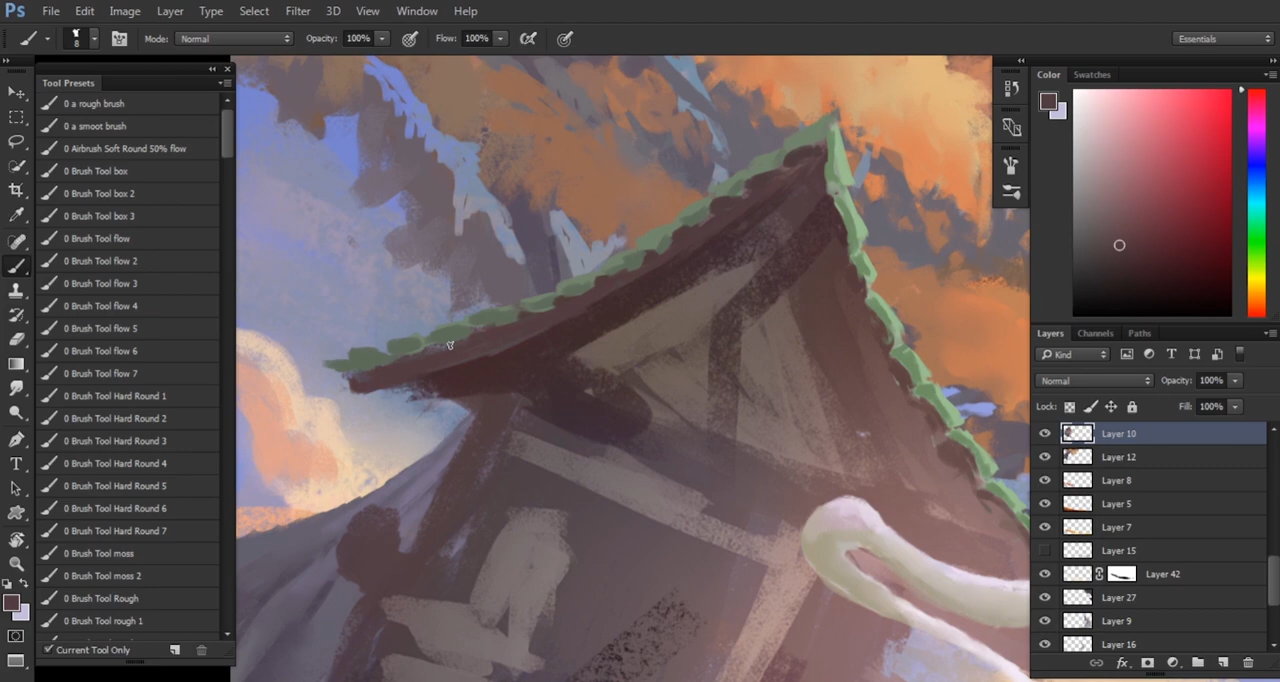 Ps File Edit Image Layer Type Select Filter 3D View Window Help
8 Mode: Normal Opacity: 100% Flow: 100% Essentials
Tool Presets
0 a rough brush
0 a smoot brush
0 Airbrush Soft Round 50% flow
0 Brush Tool box
0 Brush Tool box 2
0 Brush Tool box 3
0 Brush Tool flow
0 Brush Tool flow 2
0 Brush Tool flow 3
0 Brush Tool flow 4
0 Brush Tool flow 5
0 Brush Tool flow 6
0 Brush Tool flow 7
0 Brush Tool Hard Round 1
0 Brush Tool Hard Round 2
0 Brush Tool Hard Round 3
0 Brush Tool Hard Round 4
0 Brush Tool Hard Round 5
0 Brush Tool Hard Round 6
0 Brush Tool Hard Round 7
0 Brush Tool moss
0 Brush Tool moss 2
0 Brush Tool Rough
0 Brush Tool rough 1
Current Tool Only
Color Swatches
Layers Channels Paths
Kind
Normal Opacity: 100%
Lock: Fill: 100%
Layer 10
Layer 12
Layer 8
Layer 5
Layer 7
Layer 15
Layer 42
Layer 27
Layer 9
Layer 16
fx